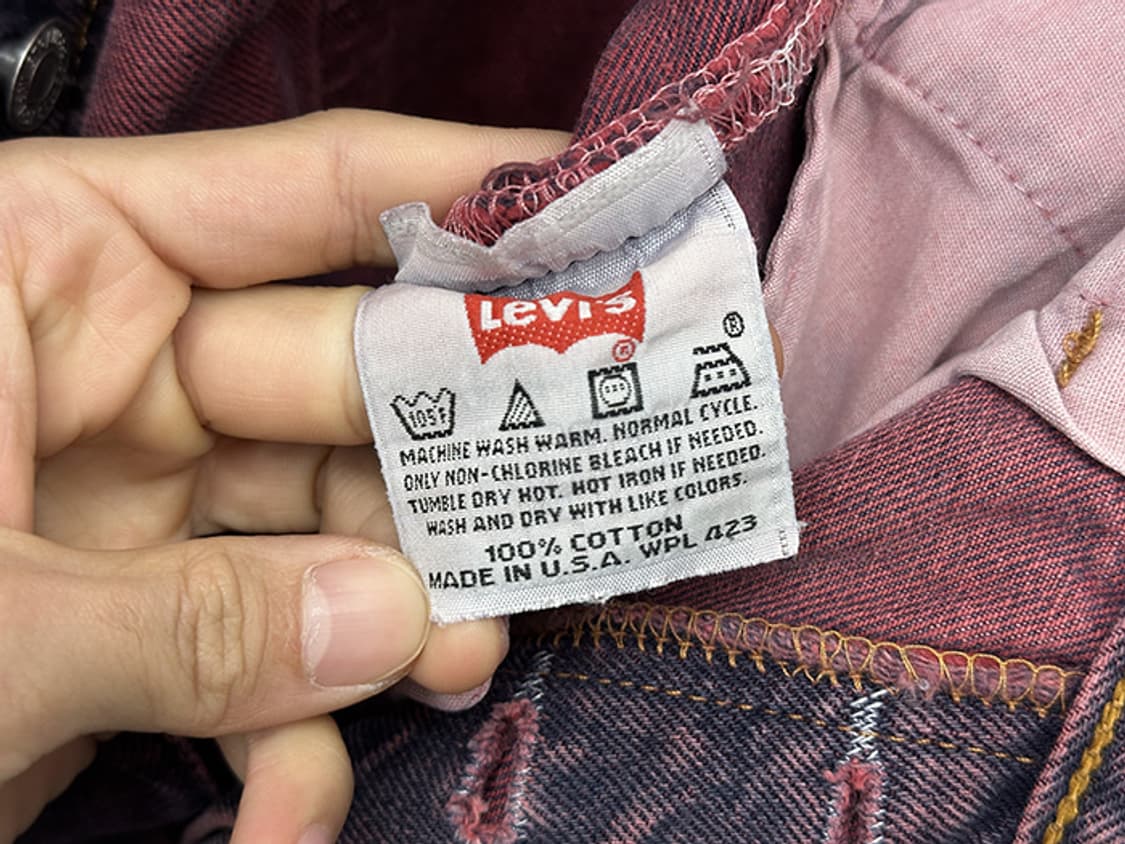 Levi's
®
®
105F
MACHINE WASH WARM. NORMAL CYCLE.
ONLY NON-CHLORINE BLEACH IF NEEDED.
TUMBLE DRY HOT. HOT IRON IF NEEDED.
WASH AND DRY WITH LIKE COLORS.
100% COTTON
MADE IN U.S.A. WPL 423